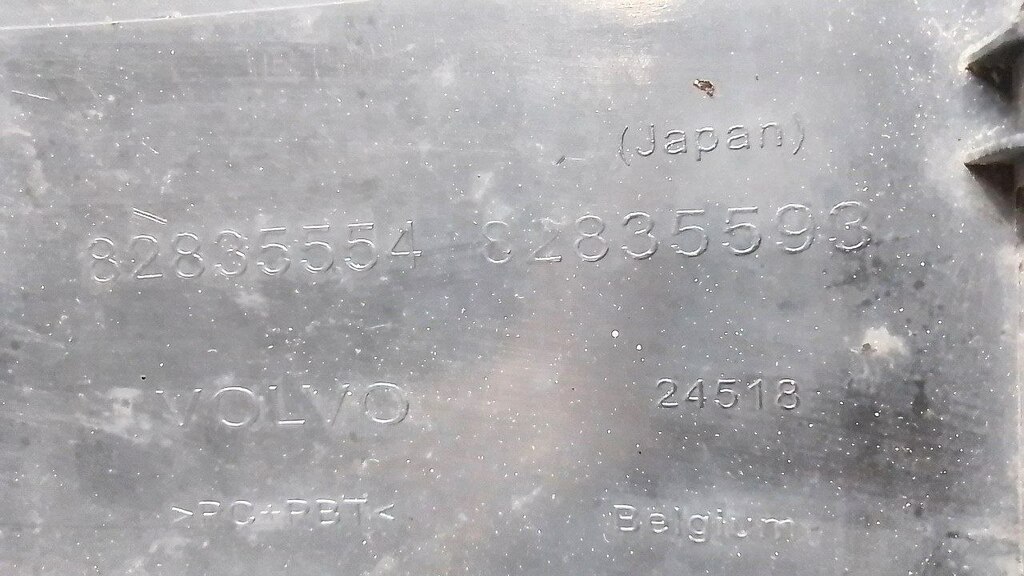 (Japan)
82835554 82835593
VOLVO 24518
>PC+PBT< Belgium